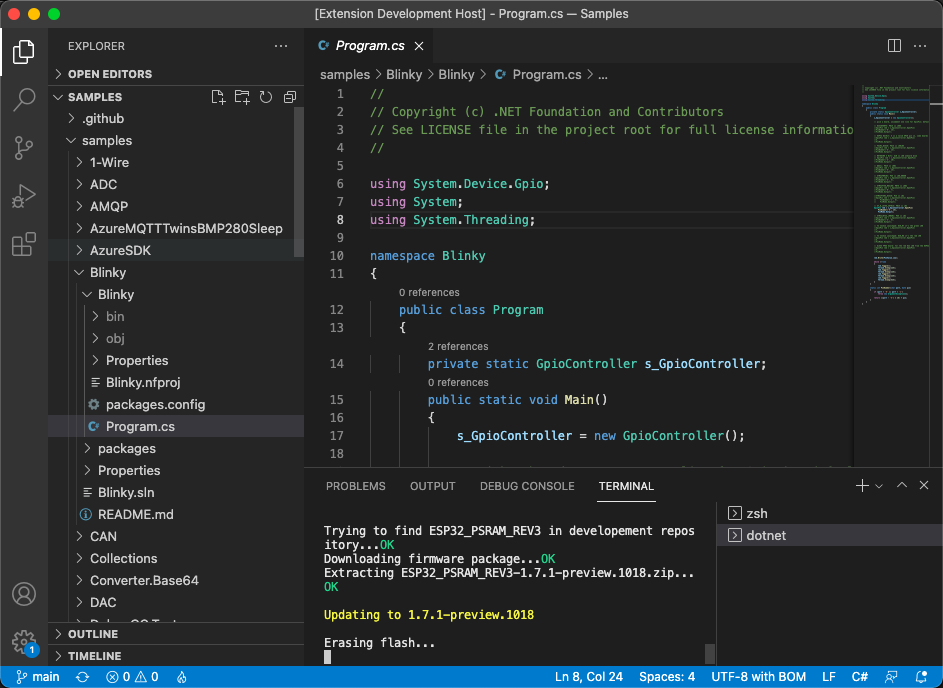 [Extension Development Host] - Program.cs — Samples
EXPLORER
OPEN EDITORS
SAMPLES
.github
samples
1-Wire
ADC
AMQP
AzureMQTTTwinsBMP280Sleep
AzureSDK
Blinky
Blinky
bin
obj
Properties
Blinky.nfproj
packages.config
C# Program.cs
packages
Properties
Blinky.sln
README.md
CAN
Collections
Converter.Base64
DAC
OUTLINE
TIMELINE
1
C# Program.cs
samples > Blinky > Blinky > C# Program.cs > ...
1 //
2 // Copyright (c) .NET Foundation and Contributors
3 // See LICENSE file in the project root for full license informatio
4 //
5
6 using System.Device.Gpio;
7 using System;
8 using System.Threading;
9
10 namespace Blinky
11 {
0 references
12 public class Program
13 {
2 references
14 private static GpioController s_GpioController;
0 references
15 public static void Main()
16 {
17 s_GpioController = new GpioController();
18
PROBLEMS OUTPUT DEBUG CONSOLE TERMINAL
Trying to find ESP32_PSRAM_REV3 in developement repos
itory...OK
Downloading firmware package...OK
Extracting ESP32_PSRAM_REV3-1.7.1-preview.1018.zip...
OK
Updating to 1.7.1-preview.1018
Erasing flash...
zsh
dotnet
main 0 0 Ln 8, Col 24 Spaces: 4 UTF-8 with BOM LF C#